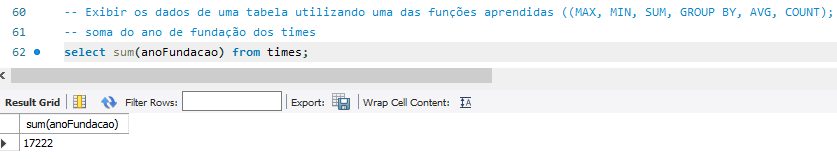 60 -- Exibir os dados de uma tabela utilizando uma das funções aprendidas ((MAX, MIN, SUM, GROUP BY, AVG, COUNT);
61 -- soma do ano de fundação dos times
62 select sum(anoFundacao) from times;
Result Grid Filter Rows: Export: Wrap Cell Content: IA
sum(anoFundacao)
17222